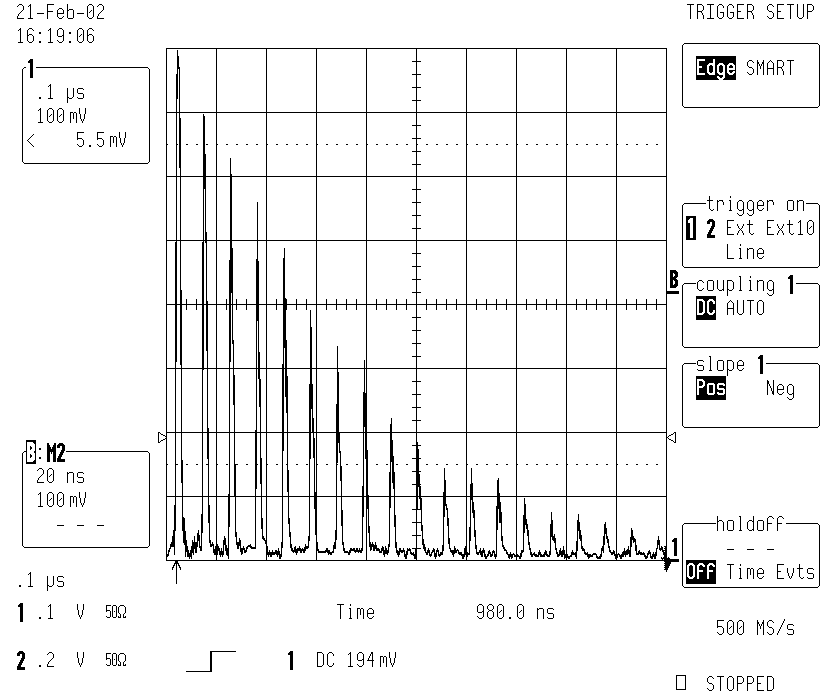 21-Feb-02
16:19:06
1
.1 µs
100 mV
< 5.5 mV
B:M2
20 ns
100 mV
- - -
.1 µs
1 .1 V 50Ω
2 .2 V 50Ω
1 DC 194 mV
Time 980.0 ns
B
1
TRIGGER SETUP
Edge SMART
trigger on
1 2 Ext Ext10
Line
coupling 1
DC AUTO
slope 1
Pos Neg
holdoff
- - -
Off Time Evts
500 MS/s
STOPPED